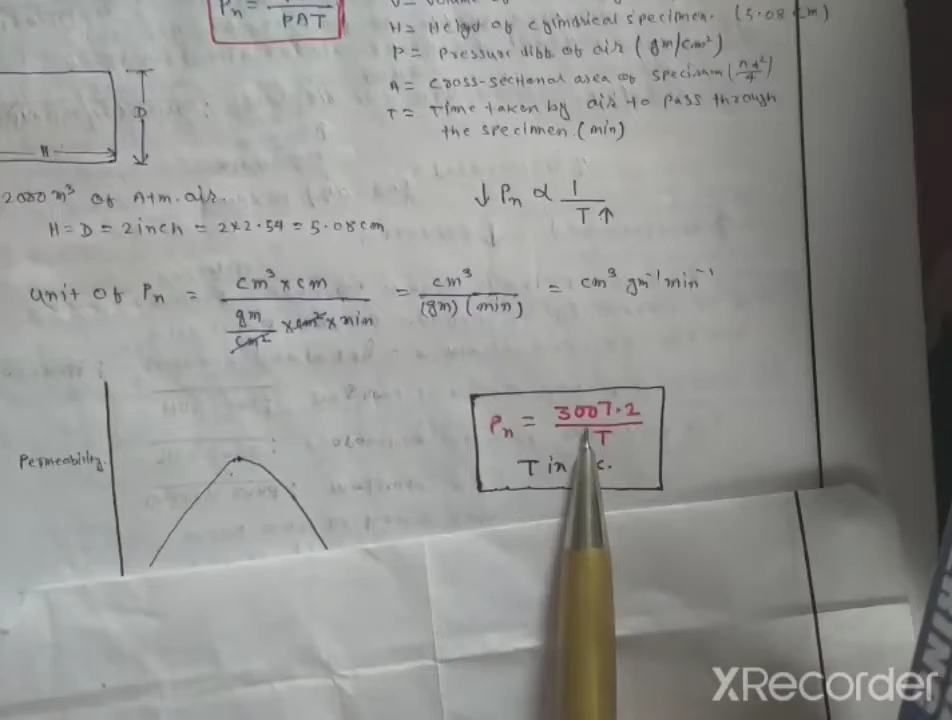 Pn =
PAT
H = Height of cylindrical specimen. (5.08 cm)
P = Pressure diff of air (gm/cm²)
A = cross-sectional area of specimen (πd²/4)
T = Time taken by air to pass through
the specimen. (min)
D
H
2000 m³ of Atm. air.
H = D = 2 inch = 2×2.54 = 5.08 cm
↓ Pn ∝ 1/T↑
unit of Pn = cm³ × cm / gm/cm² × cm² × min = cm³ / (gm) (min) = cm³ gm⁻¹ min⁻¹
Permeability.
Pn = 3007.2 / T
T in
XRecorder